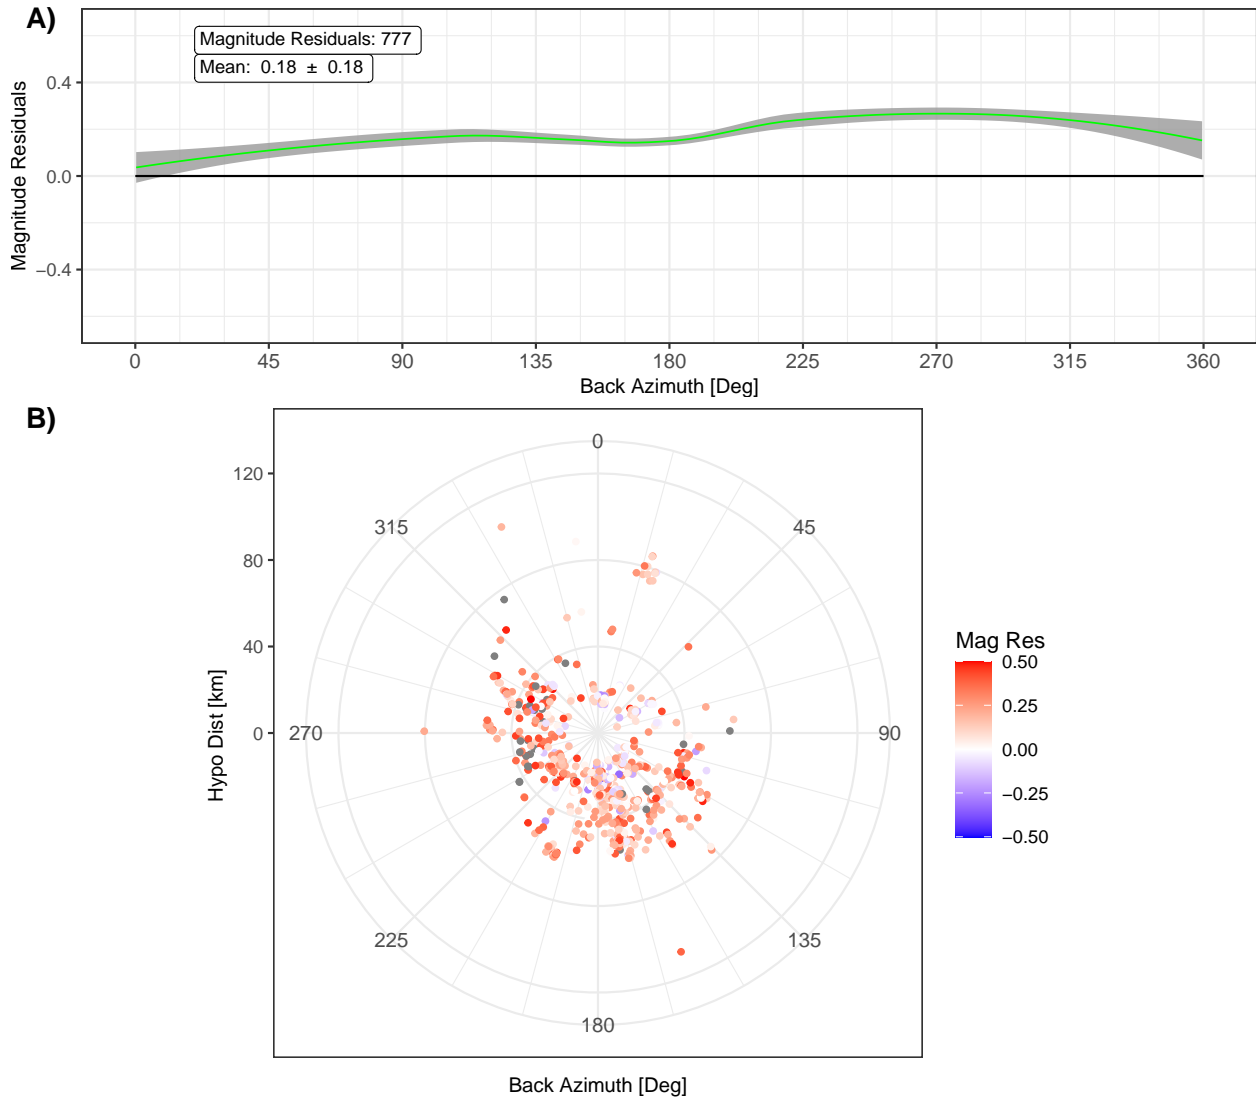 A)
Magnitude Residuals: 777
Mean:  0.18  ±  0.18
Magnitude Residuals
0.4
0.0
−0.4
0 45 90 135 180 225 270 315 360
Back Azimuth [Deg]
B)
Hypo Dist [km]
120
80
40
0
0
45
90
135
180
225
270
315
Back Azimuth [Deg]
Mag Res
0.50
0.25
0.00
−0.25
−0.50